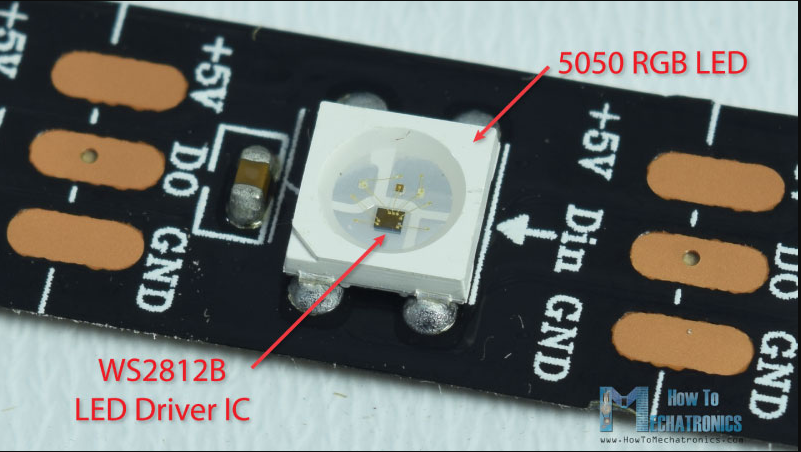 +5V
+5V
5050 RGB LED
+5V
DO
Din
DO
GND
GND
GND
WS2812B
LED Driver IC
How To
MECHATRONICS
www.HowToMechatronics.com